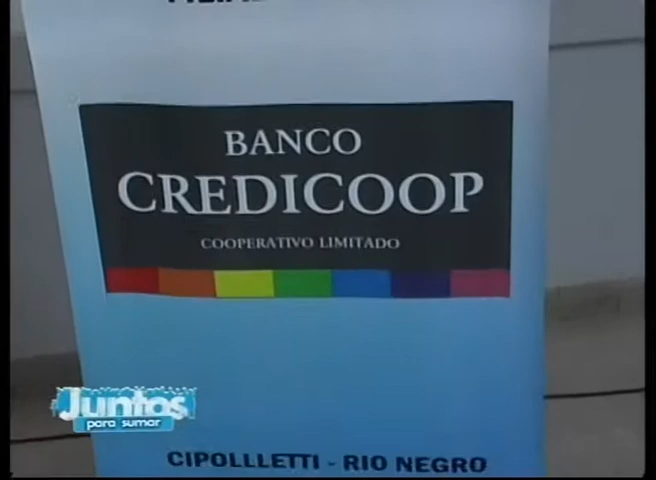 BANCO
CREDICOOP
COOPERATIVO LIMITADO
Juntos
para sumar
CIPOLLLETTI - RIO NEGRO